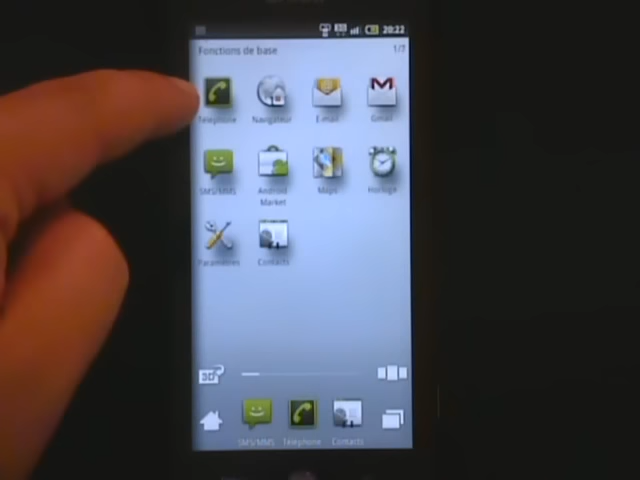 20:22
Fonctions de base 1/7
Téléphone Navigateur E-mail Gmail
SMS/MMS Android Maps Horloge
Market
Paramètres Contacts
3D
SMS/MMS Téléphone Contacts